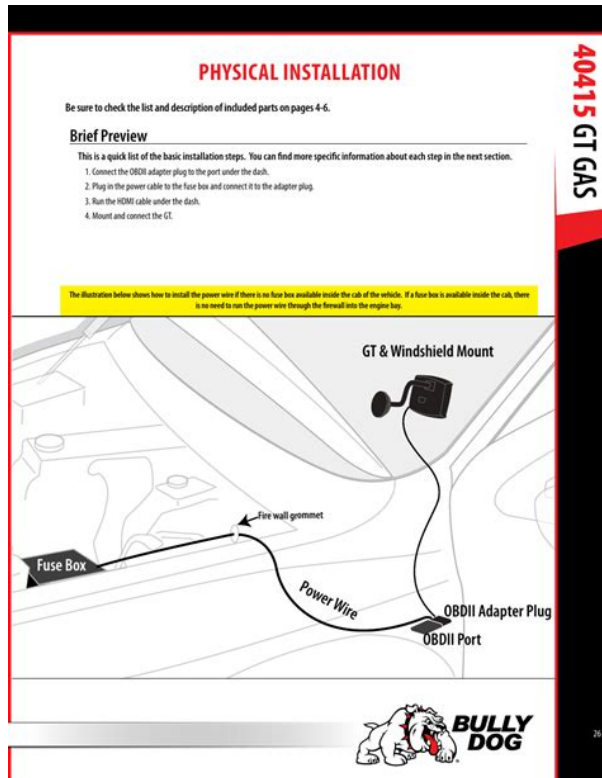 PHYSICAL INSTALLATION
40415 GT GAS
Be sure to check the list and description of included parts on pages 4-6.
Brief Preview
This is a quick list of the basic installation steps. You can find more specific information about each step in the next section.
1. Connect the OBDII adapter plug to the port under the dash.
2. Plug in the power cable to the fuse box and connect it to the adapter plug.
3. Run the HDMI cable under the dash.
4. Mount and connect the GT.
The illustration below shows how to install the power wire if there is no fuse box available inside the cab of the vehicle. If a fuse box is available inside the cab, there
is no need to run the power wire through the firewall into the engine bay.
GT & Windshield Mount
Fire wall grommet
Fuse Box
Power Wire
OBDII Adapter Plug
OBDII Port
BULLY
DOG
26